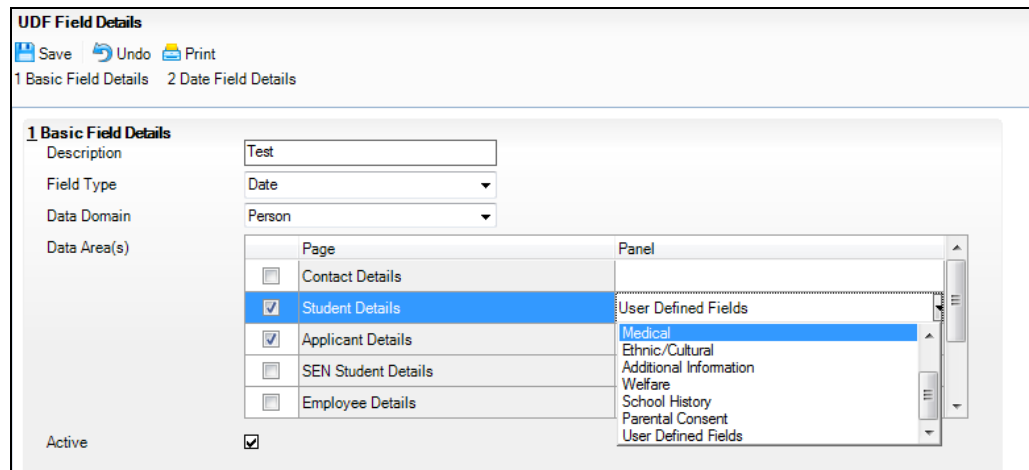 UDF Field Details
Save Undo Print
1 Basic Field Details 2 Date Field Details
1 Basic Field Details
Description Test
Field Type Date
Data Domain Person
Data Area(s) Page Panel
Contact Details
Student Details User Defined Fields
Applicant Details Medical
Ethnic/Cultural
SEN Student Details Additional Information
Welfare
Employee Details School History
Parental Consent
Active User Defined Fields